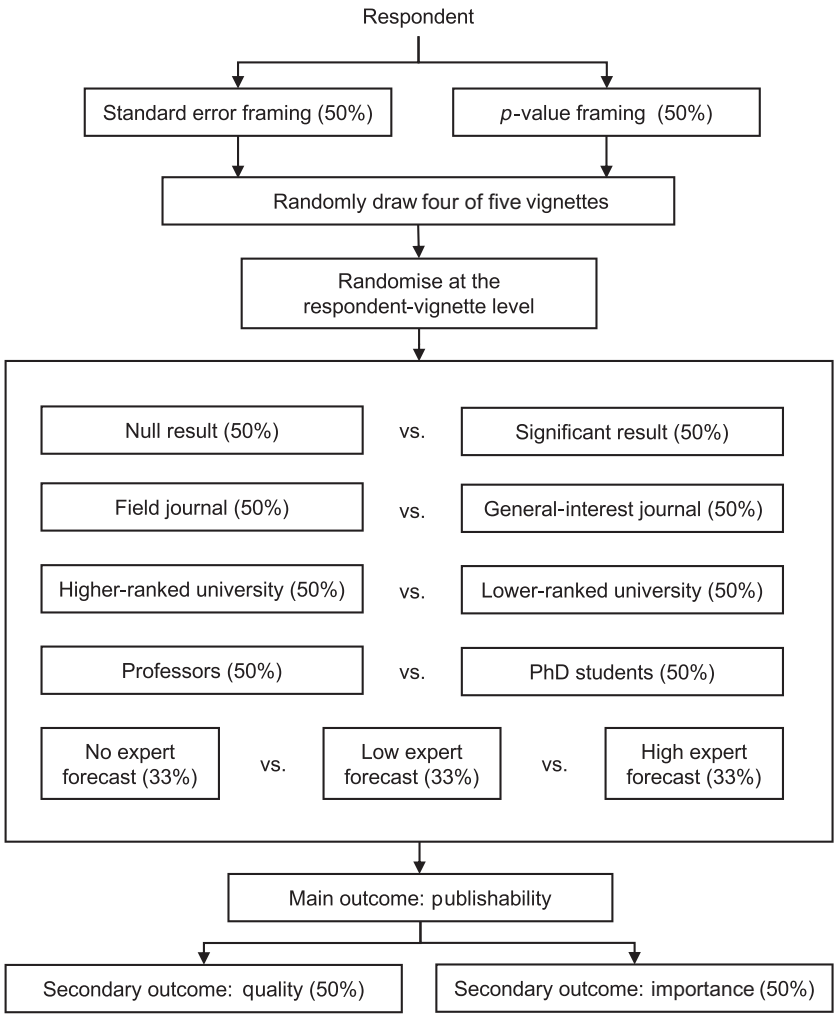 Respondent
Standard error framing (50%)
p-value framing (50%)
Randomly draw four of five vignettes
Randomise at the
respondent-vignette level
Null result (50%)
vs.
Significant result (50%)
Field journal (50%)
vs.
General-interest journal (50%)
Higher-ranked university (50%)
vs.
Lower-ranked university (50%)
Professors (50%)
vs.
PhD students (50%)
No expert
forecast (33%)
vs.
Low expert
forecast (33%)
vs.
High expert
forecast (33%)
Main outcome: publishability
Secondary outcome: quality (50%)
Secondary outcome: importance (50%)